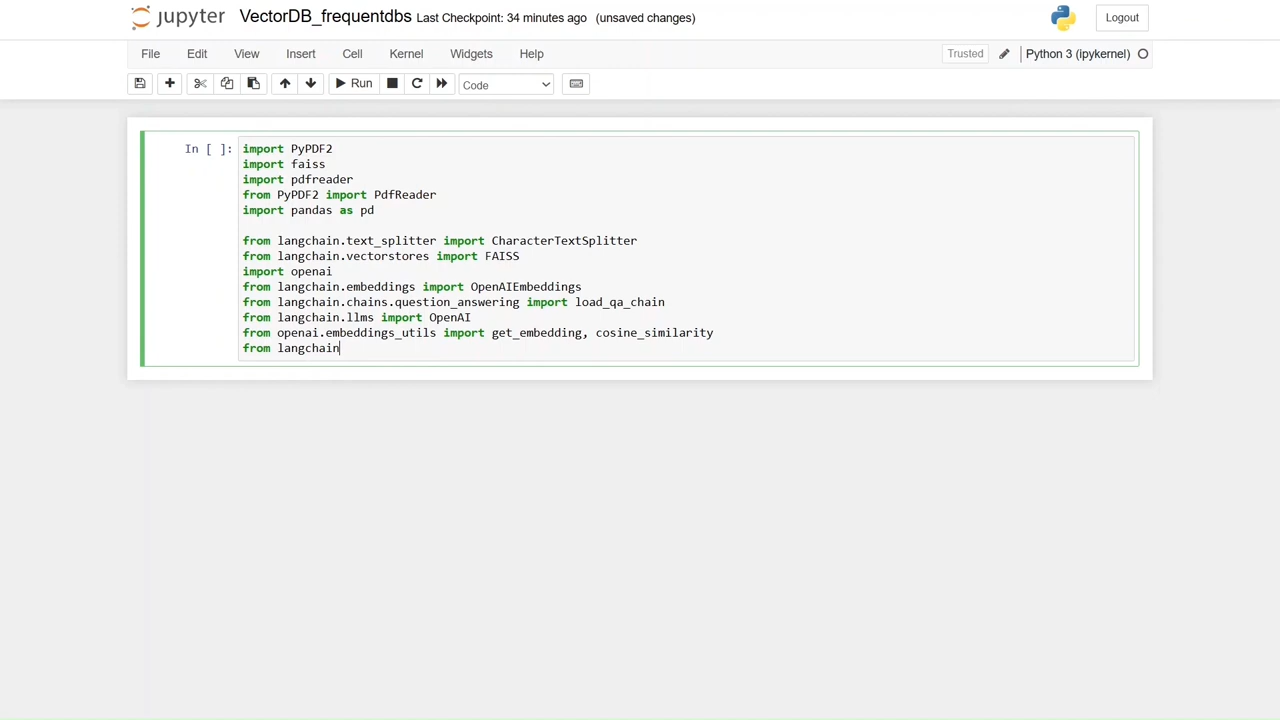 jupyter VectorDB_frequentdbs Last Checkpoint: 34 minutes ago (unsaved changes) Logout
File Edit View Insert Cell Kernel Widgets Help Trusted Python 3 (ipykernel)
Run Code
In [ ]: import PyPDF2
import faiss
import pdfreader
from PyPDF2 import PdfReader
import pandas as pd
from langchain.text_splitter import CharacterTextSplitter
from langchain.vectorstores import FAISS
import openai
from langchain.embeddings import OpenAIEmbeddings
from langchain.chains.question_answering import load_qa_chain
from langchain.llms import OpenAI
from openai.embeddings_utils import get_embedding, cosine_similarity
from langchain